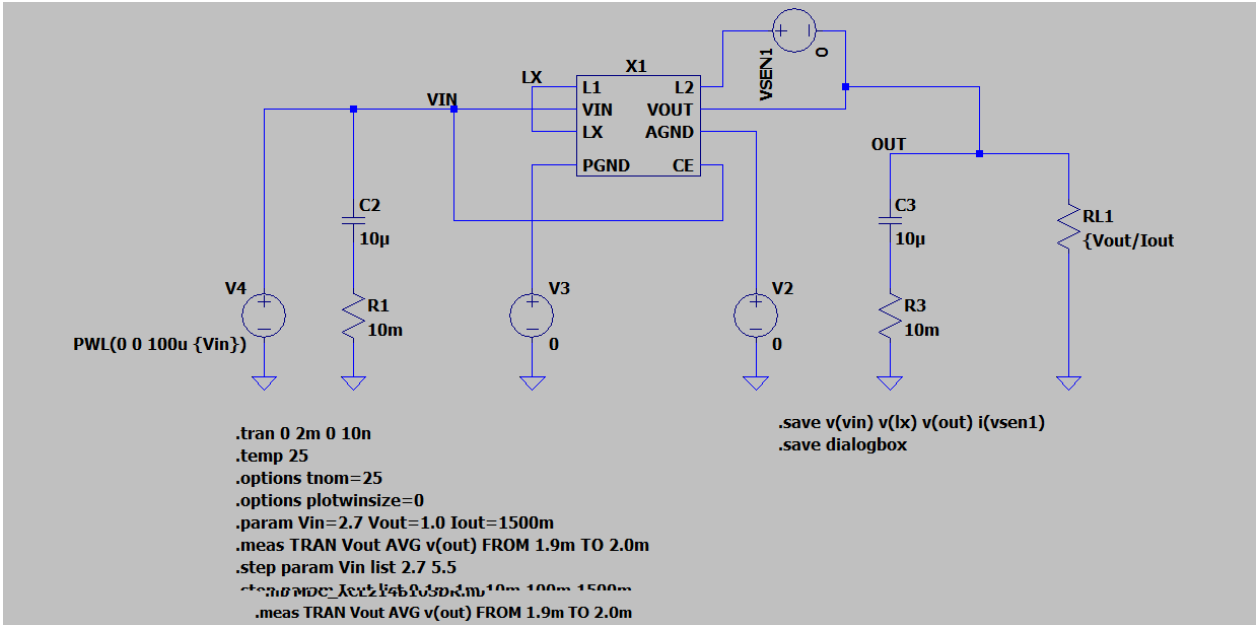 VSEN1
0
X1
LX
L1
L2
VIN
VIN
VOUT
LX
AGND
PGND
CE
OUT
C2
10µ
C3
10µ
RL1
{Vout/Iout
V4
PWL(0 0 100u {Vin})
R1
10m
V3
0
V2
0
R3
10m
.tran 0 2m 0 10n
.temp 25
.options tnom=25
.options plotwinsize=0
.param Vin=2.7 Vout=1.0 Iout=1500m
.meas TRAN Vout AVG v(out) FROM 1.9m TO 2.0m
.step param Vin list 2.7 5.5
.meas TRAN Vout AVG v(out) FROM 1.9m TO 2.0m
.save v(vin) v(lx) v(out) i(vsen1)
.save dialogbox